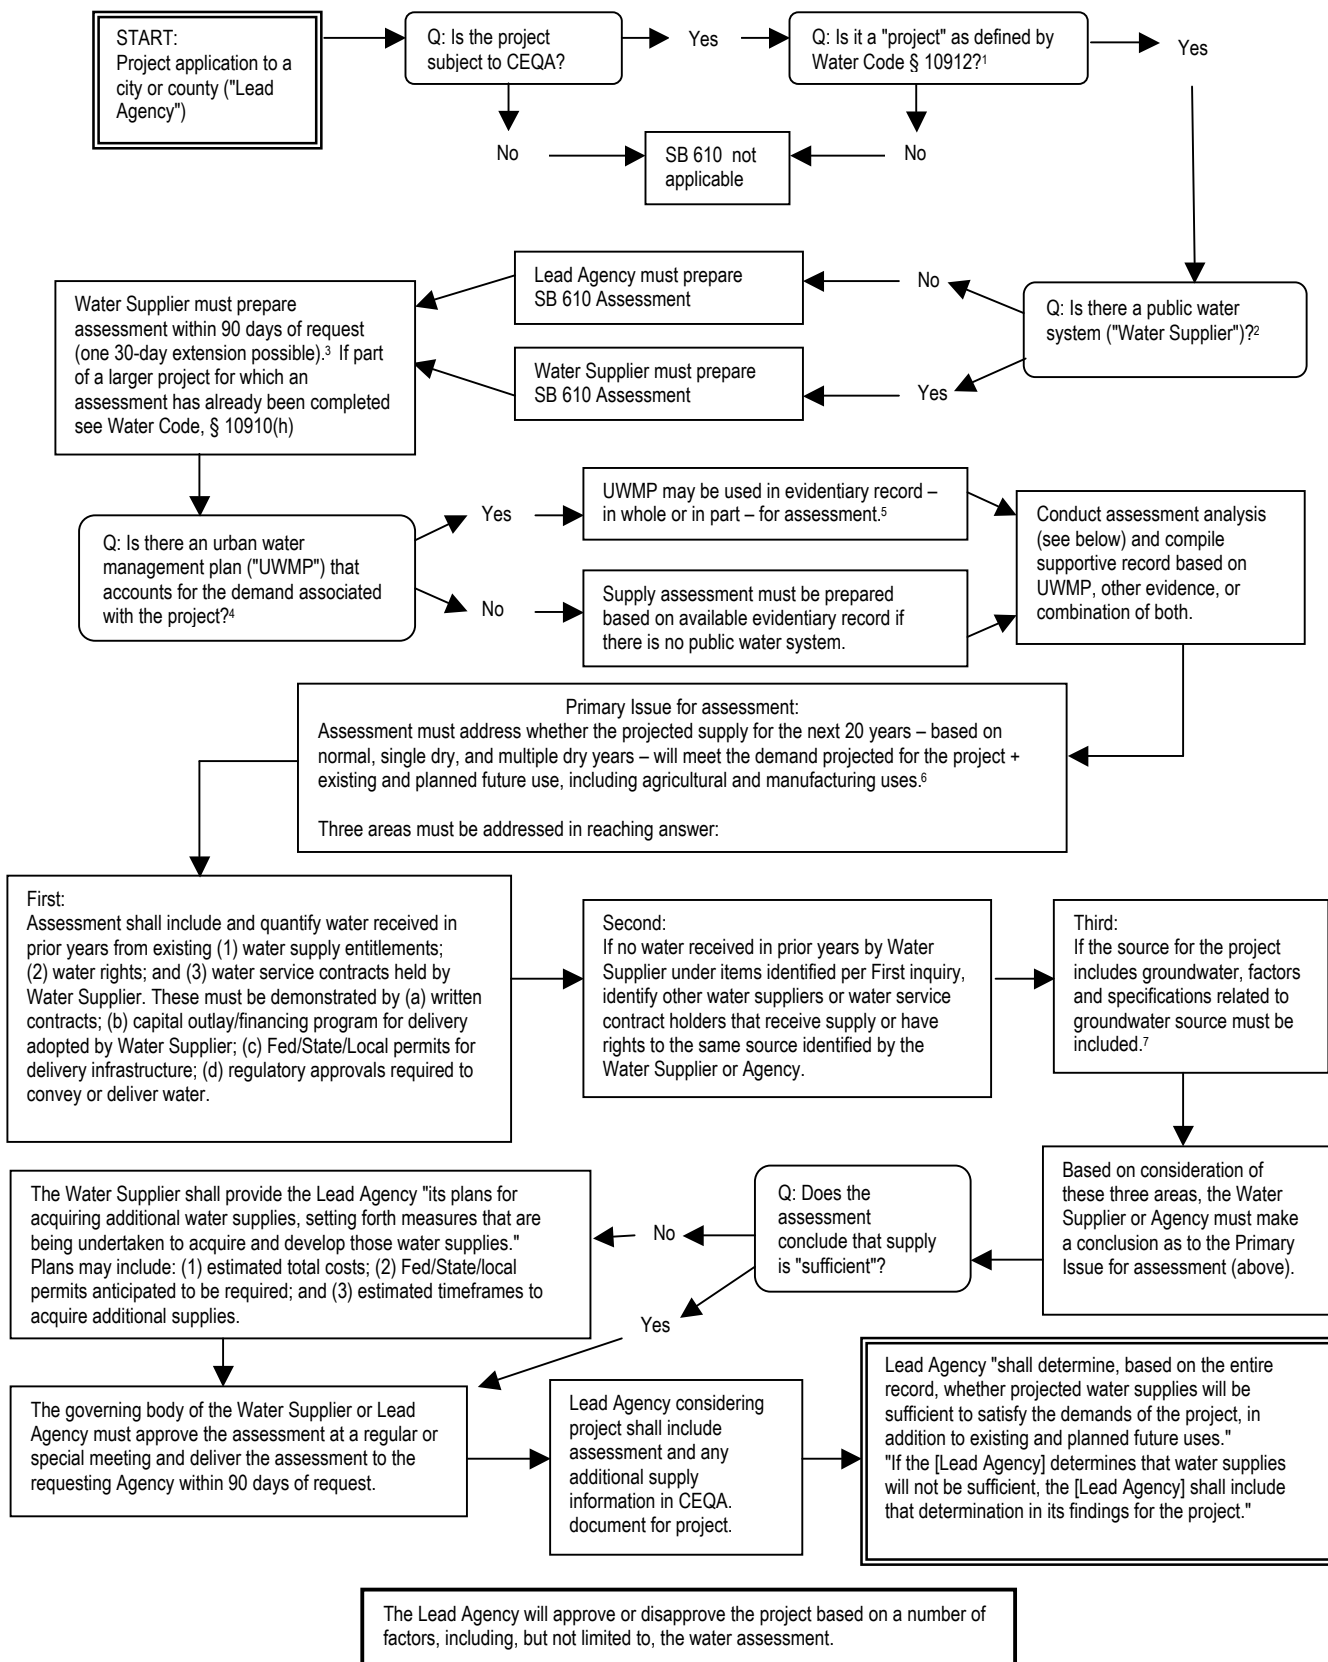 START:
Project application to a
city or county ("Lead
Agency")
Q: Is the project
subject to CEQA?
Yes
Q: Is it a "project" as defined by
Water Code § 10912?¹
Yes
No
SB 610 not
applicable
No
Water Supplier must prepare
assessment within 90 days of request
(one 30-day extension possible).³ If part
of a larger project for which an
assessment has already been completed
see Water Code, § 10910(h)
Lead Agency must prepare
SB 610 Assessment
No
Q: Is there a public water
system ("Water Supplier")?²
Water Supplier must prepare
SB 610 Assessment
Yes
Q: Is there an urban water
management plan ("UWMP") that
accounts for the demand associated
with the project?⁴
Yes
UWMP may be used in evidentiary record –
in whole or in part – for assessment.⁵
No
Supply assessment must be prepared
based on available evidentiary record if
there is no public water system.
Conduct assessment analysis
(see below) and compile
supportive record based on
UWMP, other evidence, or
combination of both.
Primary Issue for assessment:
Assessment must address whether the projected supply for the next 20 years – based on
normal, single dry, and multiple dry years – will meet the demand projected for the project +
existing and planned future use, including agricultural and manufacturing uses.⁶
Three areas must be addressed in reaching answer:
First:
Assessment shall include and quantify water received in
prior years from existing (1) water supply entitlements;
(2) water rights; and (3) water service contracts held by
Water Supplier. These must be demonstrated by (a) written
contracts; (b) capital outlay/financing program for delivery
adopted by Water Supplier; (c) Fed/State/Local permits for
delivery infrastructure; (d) regulatory approvals required to
convey or deliver water.
Second:
If no water received in prior years by Water
Supplier under items identified per First inquiry,
identify other water suppliers or water service
contract holders that receive supply or have
rights to the same source identified by the
Water Supplier or Agency.
Third:
If the source for the project
includes groundwater, factors
and specifications related to
groundwater source must be
included.⁷
Based on consideration of
these three areas, the Water
Supplier or Agency must make
a conclusion as to the Primary
Issue for assessment (above).
Q: Does the
assessment
conclude that supply
is "sufficient"?
No
Yes
The Water Supplier shall provide the Lead Agency "its plans for
acquiring additional water supplies, setting forth measures that are
being undertaken to acquire and develop those water supplies."
Plans may include: (1) estimated total costs; (2) Fed/State/local
permits anticipated to be required; and (3) estimated timeframes to
acquire additional supplies.
The governing body of the Water Supplier or Lead
Agency must approve the assessment at a regular or
special meeting and deliver the assessment to the
requesting Agency within 90 days of request.
Lead Agency considering
project shall include
assessment and any
additional supply
information in CEQA.
document for project.
Lead Agency "shall determine, based on the entire
record, whether projected water supplies will be
sufficient to satisfy the demands of the project, in
addition to existing and planned future uses."
"If the [Lead Agency] determines that water supplies
will not be sufficient, the [Lead Agency] shall include
that determination in its findings for the project."
The Lead Agency will approve or disapprove the project based on a number of
factors, including, but not limited to, the water assessment.